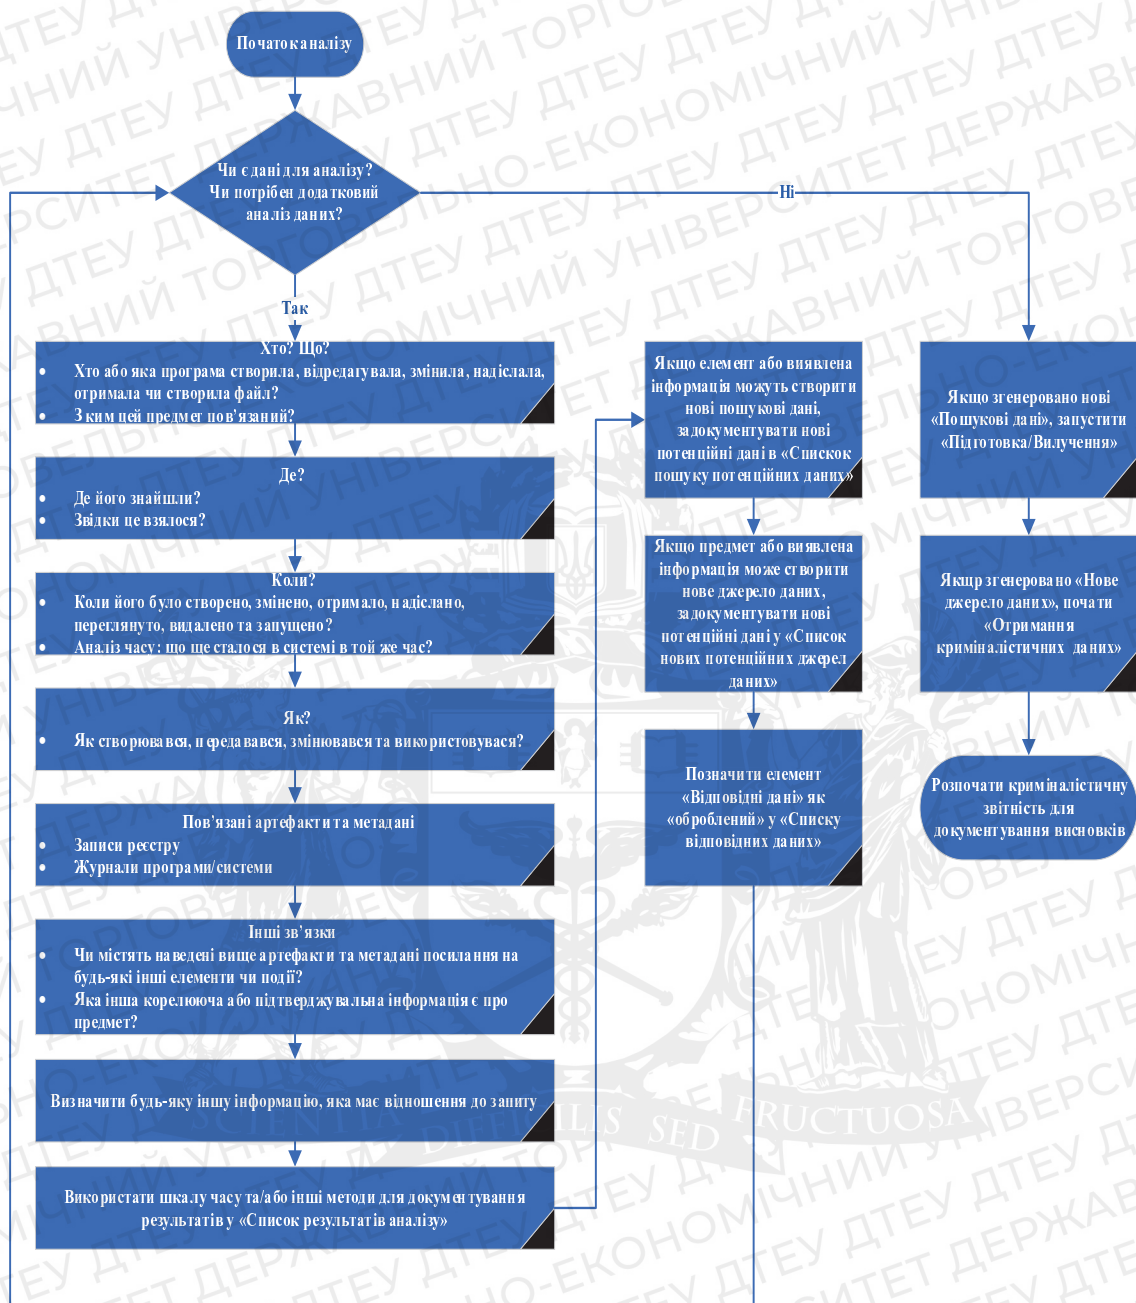 Початок аналізу
Чи є дані для аналізу?
Чи потрібен додатковий
аналіз даних?
Ні
Так
Хто? Що?
• Хто або яка програма створила, відредагувала, змінила, надіслала,
отримала чи створила файл?
• З ким цей предмет пов’язаний?
Де?
• Де його знайшли?
• Звідки це взялося?
Коли?
• Коли його було створено, змінено, отримало, надіслано,
переглянуто, видалено та запущено?
• Аналіз часу: що ще сталося в системі в той же час?
Як?
• Як створювався, передавався, змінювався та використовувася?
Пов’язані артефакти та метадані
• Записи реєстру
• Журнали програми/системи
Інші зв’язки
• Чи містять наведені вище артефакти та метадані посилання на
будь-які інші елементи чи події?
• Яка інша корелююча або підтверджувальна інформація є про
предмет?
Визначити будь-яку іншу інформацію, яка має відношення до запиту
Використати шкалу часу та/або інші методи для документування
результатів у «Список результатів аналізу»
Якщо елемент або виявлена
інформація можуть створити
нові пошукові дані,
задокументувати нові
потенційні дані в «Спискок
пошуку потенційних даних»
Якщо предмет або виявлена
інформація може створити
нове джерело даних,
задокументувати нові
потенційні дані у «Список
нових потенційних джерел
даних»
Позначити елемент
«Відповідні дані» як
«оброблений» у «Списку
відповідних даних»
Якщо згенеровано нові
«Пошукові дані», запустити
«Підготовка/Вилучення»
Якщр згенеровано «Нове
джерело даних», почати
«Отримання
криміналістичних даних»
Розпочати криміналістичну
звітність для
документування висновків
SCIENTIA DIFFICILIS SED FRUCTUOSA